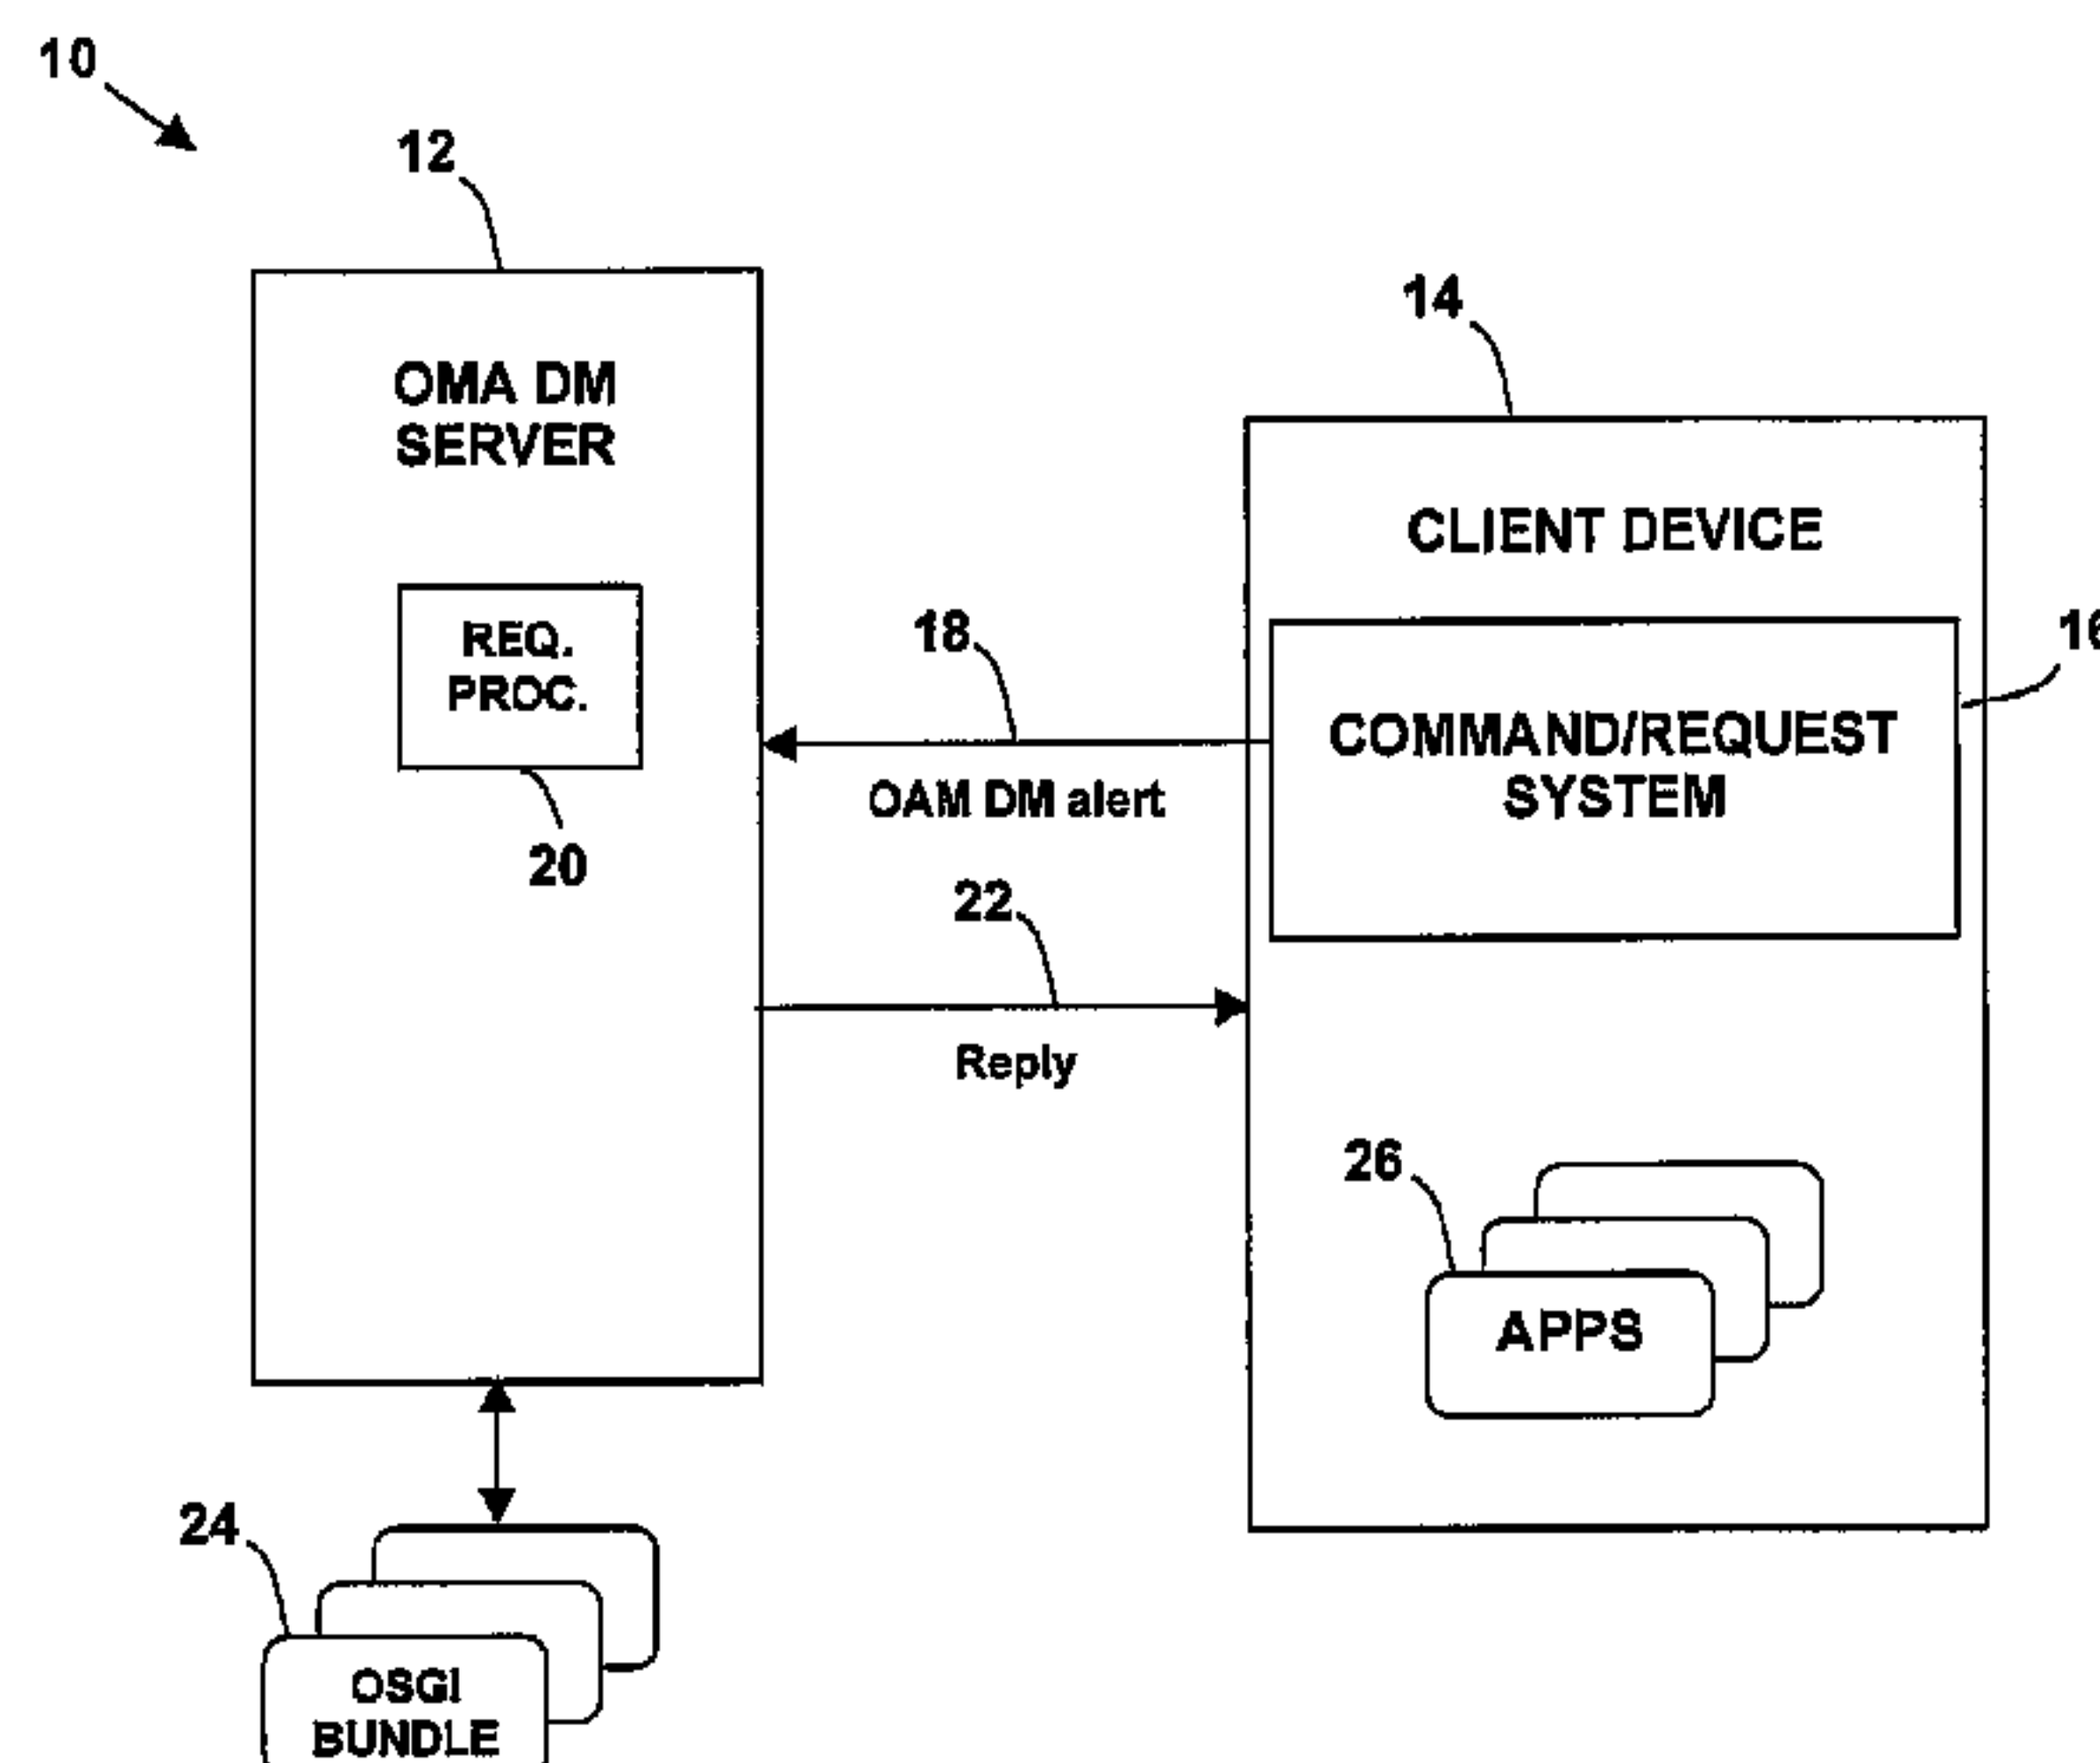 10
12
OMA DM
SERVER
14
CLIENT DEVICE
REQ.
PROC.
20
18
OAM DM alert
16
COMMAND/REQUEST
SYSTEM
22
Reply
26
APPS
24
OSGI
BUNDLE